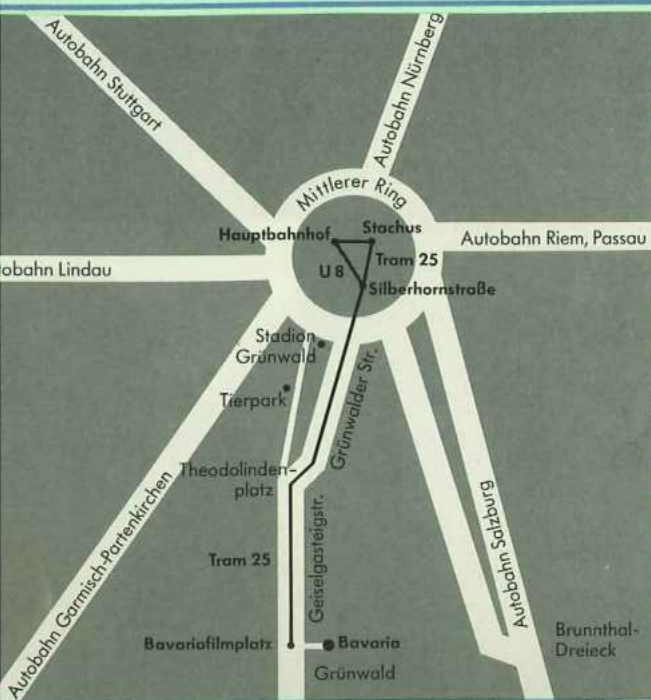 Autobahn Stuttgart
Autobahn Nürnberg
Mittlerer Ring
Hauptbahnhof
Stachus
Autobahn Riem, Passau
Tram 25
U 8
tobahn Lindau
Silberhornstraße
Stadion
Grünwald
Tierpark
Grünwalder Str.
Theodolinden-
platz
Autobahn Garmisch-Partenkirchen
Geiselgasteigstr.
Autobahn Salzburg
Tram 25
Bavariafilmplatz
Bavaria
Brunnthal-
Dreieck
Grünwald